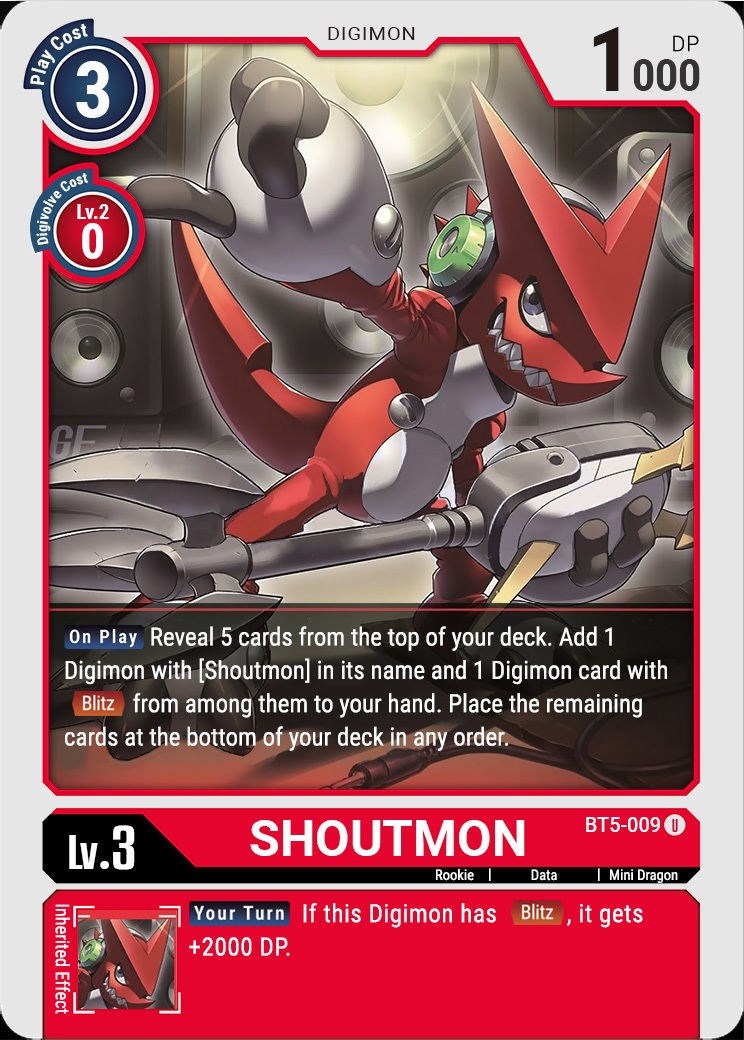 DIGIMON
Play Cost
3
DP
1000
Digivolve Cost
Lv.2
0
GE
On Play Reveal 5 cards from the top of your deck. Add 1
Digimon with [Shoutmon] in its name and 1 Digimon card with
Blitz from among them to your hand. Place the remaining
cards at the bottom of your deck in any order.
Lv.3
SHOUTMON
BT5-009 U
Rookie | Data | Mini Dragon
Inherited Effect
Your Turn If this Digimon has Blitz, it gets
+2000 DP.